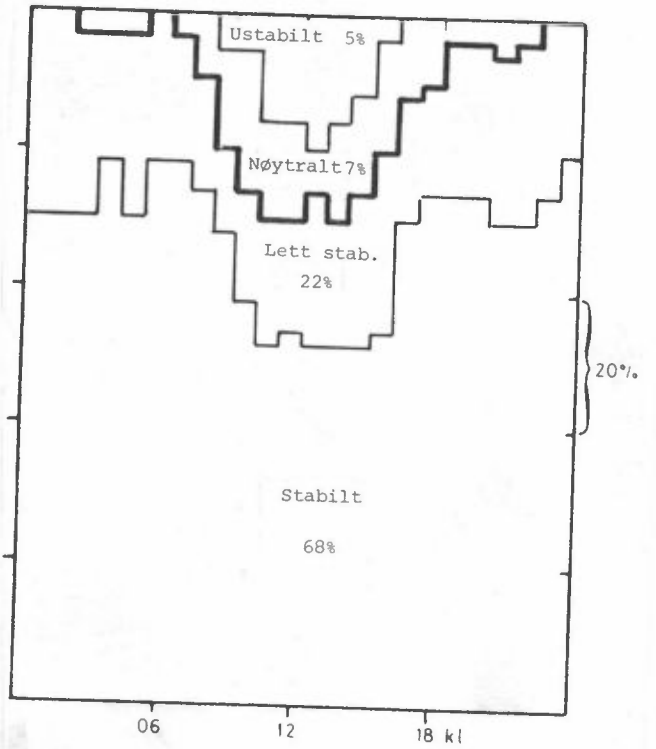 Ustabilt 5%
Nøytralt 7%
Lett stab.
22%
20%
Stabilt
68%
06 12 18 kl